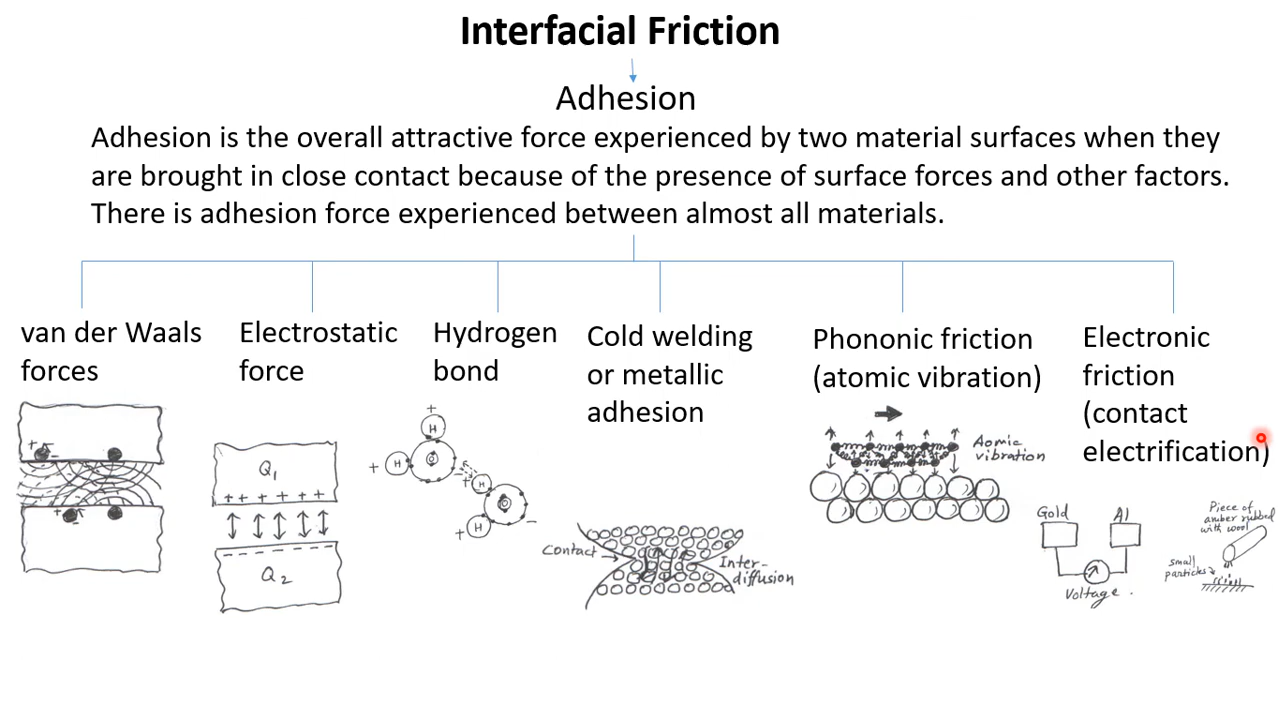 Interfacial Friction
Adhesion
Adhesion is the overall attractive force experienced by two material surfaces when they
are brought in close contact because of the presence of surface forces and other factors.
There is adhesion force experienced between almost all materials.
van der Waals
forces
Electrostatic
force
Hydrogen
bond
Cold welding
or metallic
adhesion
Phononic friction
(atomic vibration)
Electronic
friction
(contact
electrification)
+ -
+ -
Q1
+ + + + + +
- - - - - - -
Q2
+
H
+ H O -
+ H
O
+ H -
Contact
Inter-
diffusion
Aomic
vibration
Gold
Al
Voltage .
Piece of
amber rubbed
with wool
small
particles